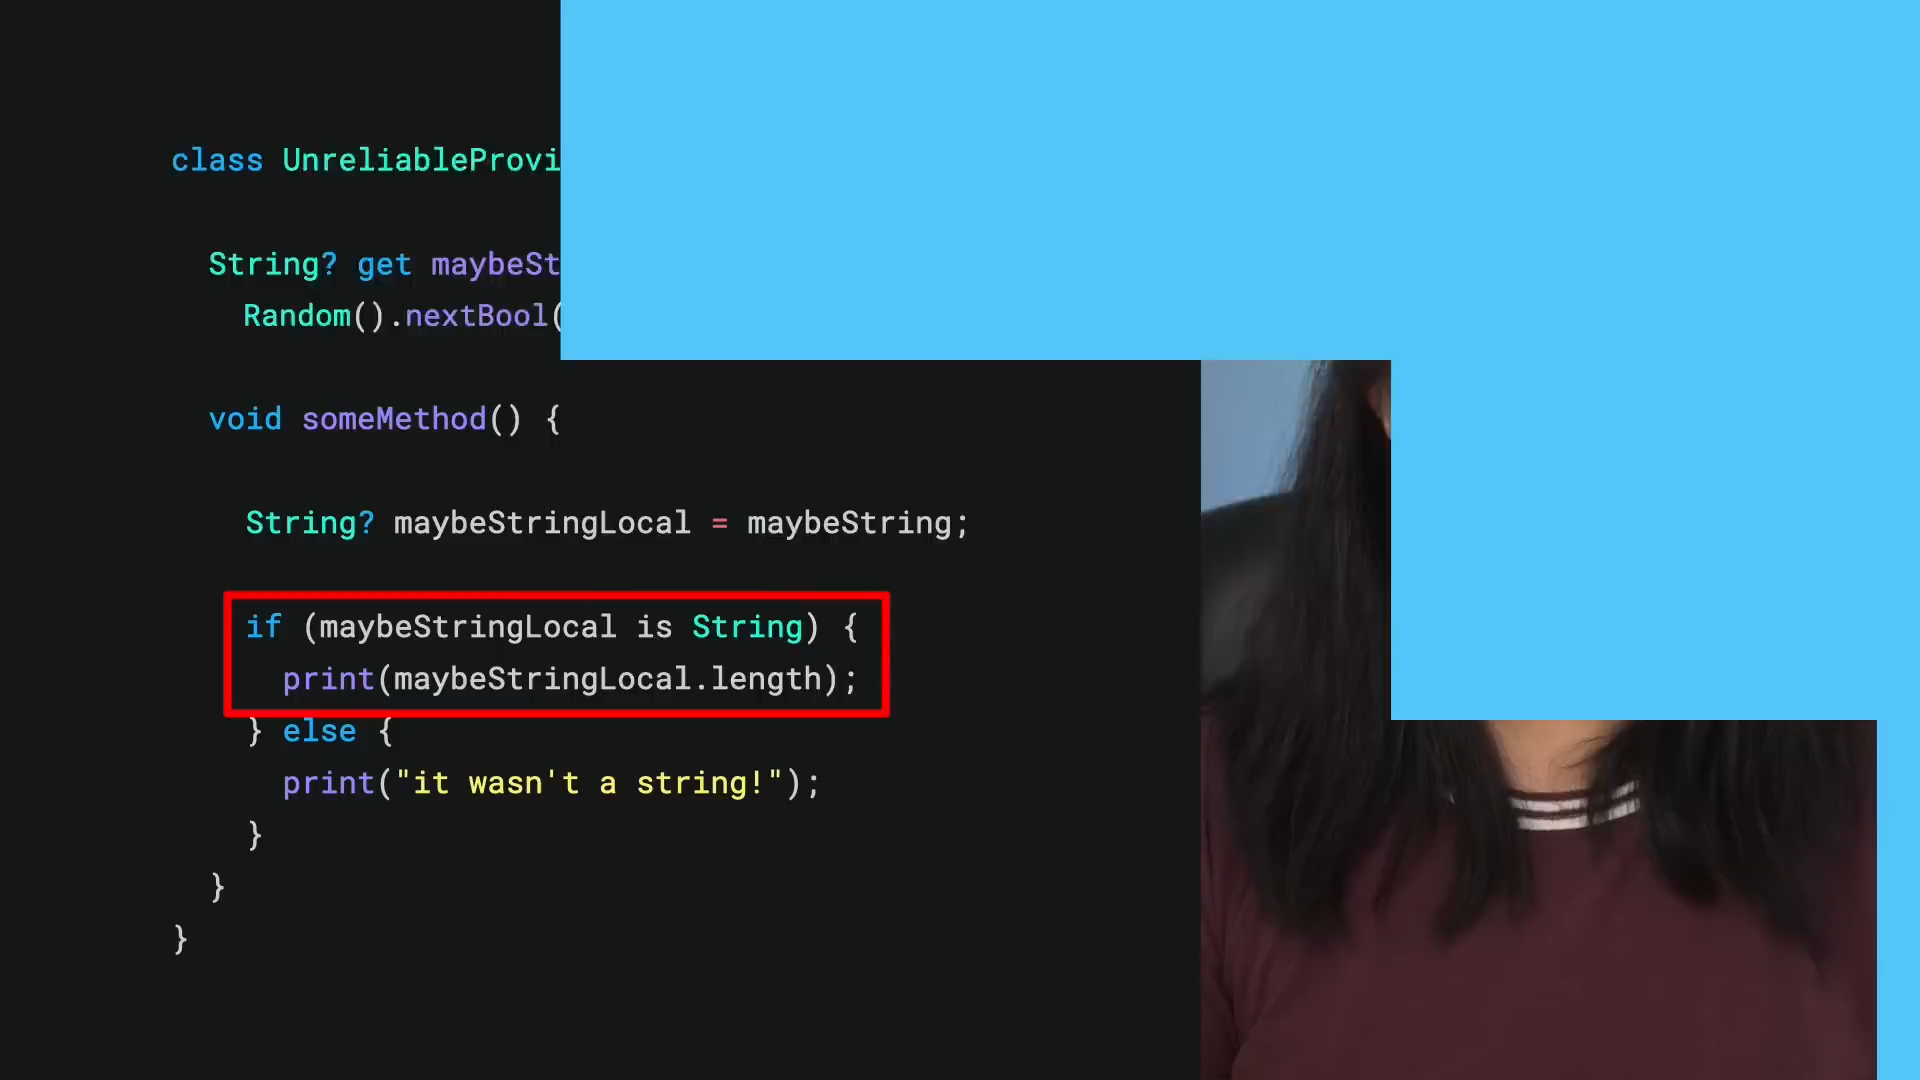 class UnreliableProvi
String? get maybeSt
Random().nextBool(
void someMethod() {
String? maybeStringLocal = maybeString;
if (maybeStringLocal is String) {
print(maybeStringLocal.length);
} else {
print("it wasn't a string!");
}
}
}